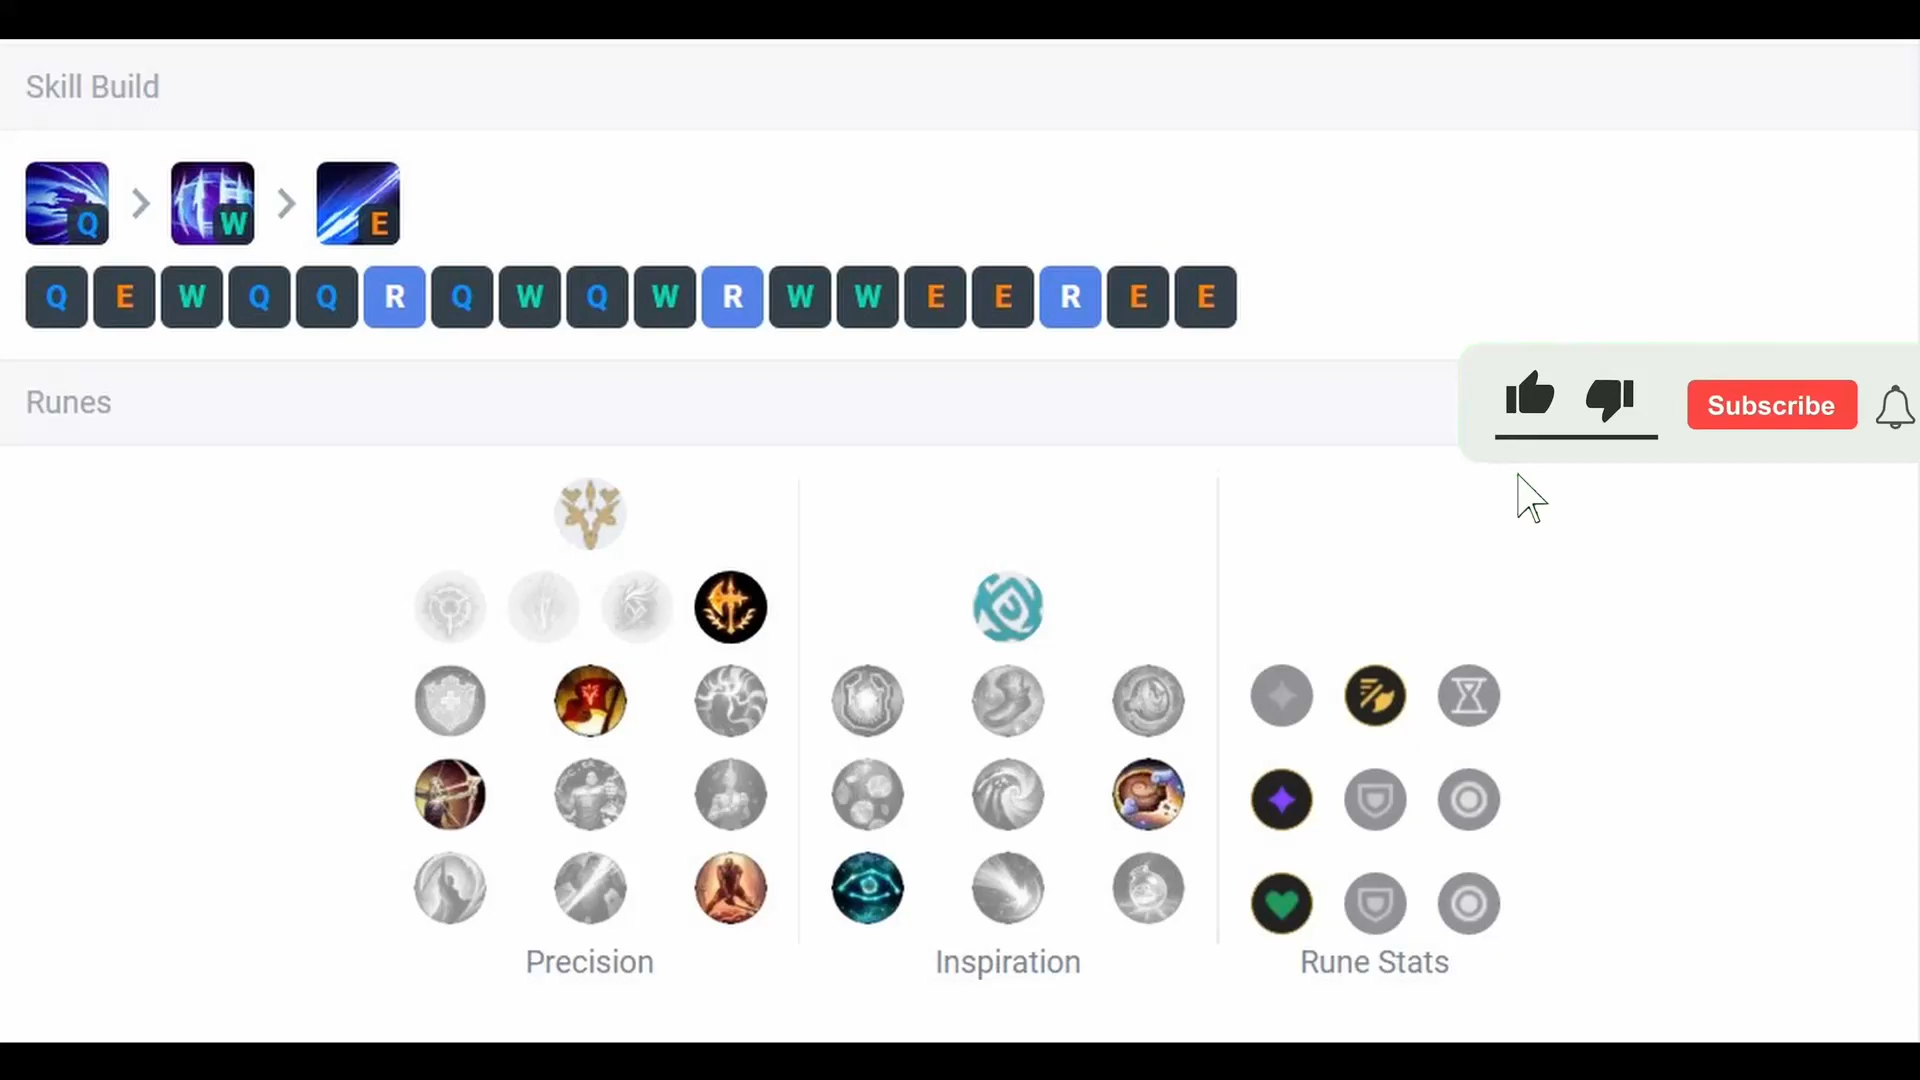 Skill Build
Q W E
Q E W Q Q R Q W Q W R W W E E R E E
Runes
Subscribe
Precision Inspiration Rune Stats